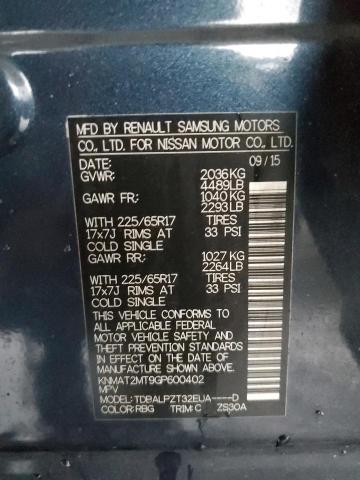 MFD BY RENAULT SAMSUNG MOTORS
CO., LTD. FOR NISSAN MOTOR CO., LTD.
DATE: 09/15
GVWR: 2036KG
4489LB
GAWR FR: 1040 KG
2293LB
WITH 225/65R17 TIRES
17x7J RIMS AT 33 PSI
COLD SINGLE
GAWR RR: 1027 KG
2264LB
WITH 225/65R17 TIRES
17x7J RIMS AT 33 PSI
COLD SINGLE
THIS VEHICLE CONFORMS TO
ALL APPLICABLE FEDERAL
MOTOR VEHICLE SAFETY
AND THEFT PREVENTION
STANDARDS IN EFFECT
ON THE DATE OF
MANUFACTURE SHOWN ABOVE.
KNMAT2MT9GP600402
MPV
MODEL: TDBALPZT32EUA----D
COLOR:RBG TRIM:C ZS30A